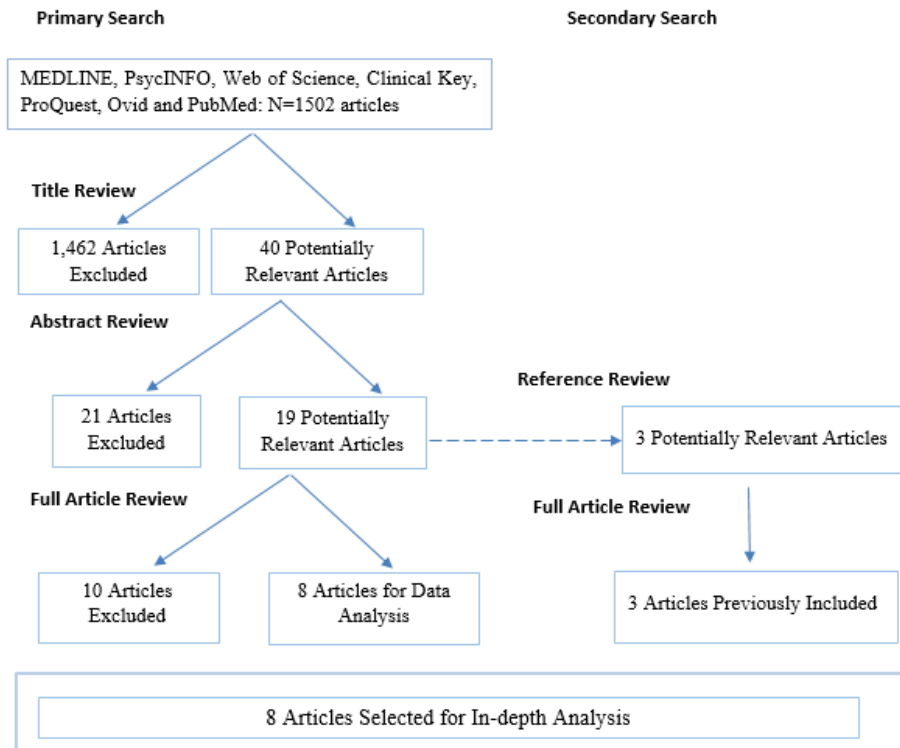 Primary Search
Secondary Search
MEDLINE, PsycINFO, Web of Science, Clinical Key,
ProQuest, Ovid and PubMed: N=1502 articles
Title Review
1,462 Articles
Excluded
40 Potentially
Relevant Articles
Abstract Review
21 Articles
Excluded
19 Potentially
Relevant Articles
Reference Review
3 Potentially Relevant Articles
Full Article Review
10 Articles
Excluded
8 Articles for Data
Analysis
Full Article Review
3 Articles Previously Included
8 Articles Selected for In-depth Analysis